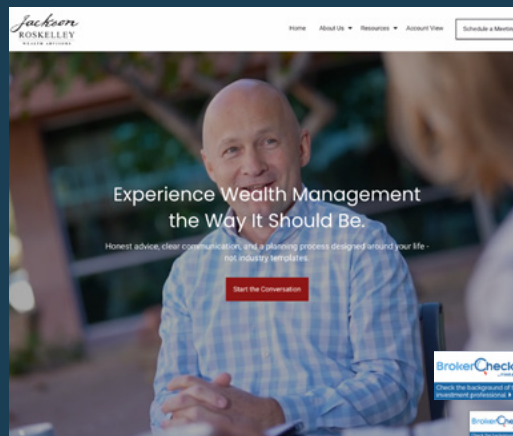 Jackson
ROSKELLEY
WEALTH ADVISORS
Home About Us Resources Account View Schedule a Meeting
Experience Wealth Management
the Way It Should Be.
Honest advice, clear communication, and a planning process designed around your life -
not industry templates.
Start the Conversation
BrokerCheck
Check the background of
investment professional
BrokerChe